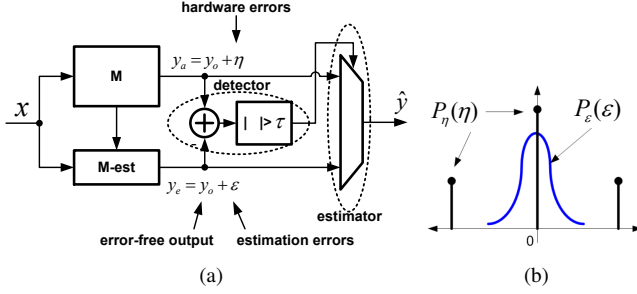 hardware errors
M
y_a = y_o + η
detector
x
+
| |> τ
ŷ
M-est
y_e = y_o + ε
estimator
error-free output
estimation errors
(a)
P_η(η)
P_ε(ε)
0
(b)